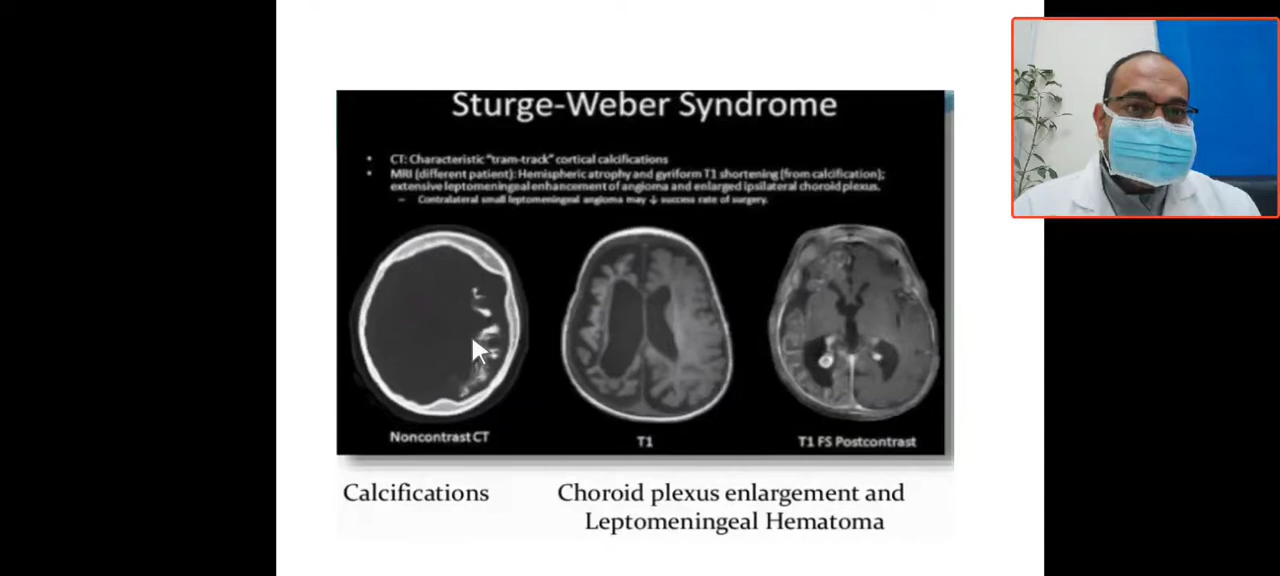 Sturge-Weber Syndrome
• CT: Characteristic "tram-track" cortical calcifications
• MRI (different patient): Hemispheric atrophy and gyriform T1 shortening (from calcification);
extensive leptomeningeal enhancement of angioma and enlarged ipsilateral choroid plexus.
– Contralateral small leptomeningeal angioma may ↓ success rate of surgery.
Noncontrast CT
T1
T1 FS Postcontrast
Calcifications
Choroid plexus enlargement and
Leptomeningeal Hematoma